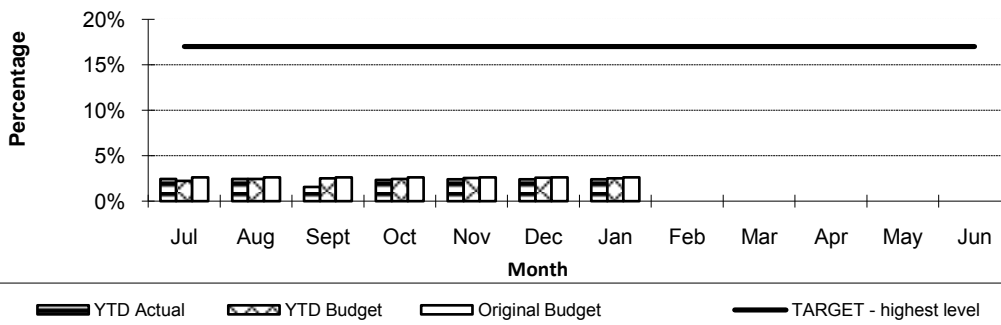 Percentage
20%
15%
10%
5%
0%
Jul Aug Sept Oct Nov Dec Jan Feb Mar Apr May Jun
Month
YTD Actual YTD Budget Original Budget TARGET - highest level